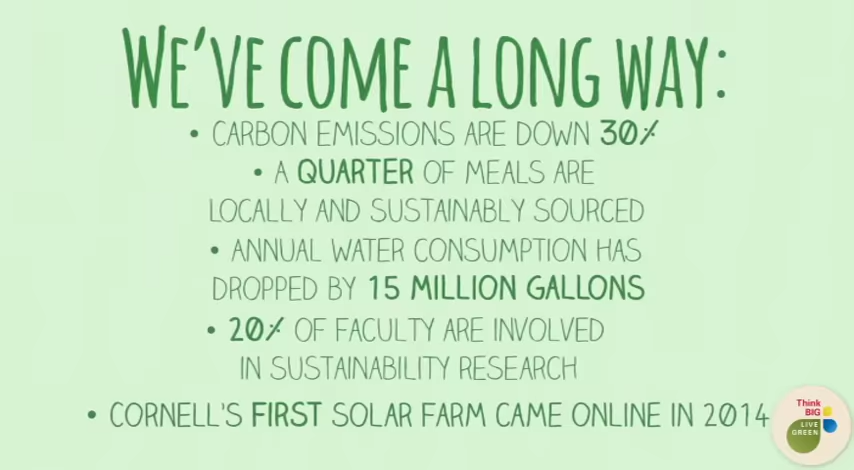 WE'VE COME A LONG WAY:
• CARBON EMISSIONS ARE DOWN 30%
• A QUARTER OF MEALS ARE
LOCALLY AND SUSTAINABLY SOURCED
• ANNUAL WATER CONSUMPTION HAS
DROPPED BY 15 MILLION GALLONS
• 20% OF FACULTY ARE INVOLVED
IN SUSTAINABILITY RESEARCH
• CORNELL'S FIRST SOLAR FARM CAME ONLINE IN 2014
Think
BIG
LIVE
GREEN